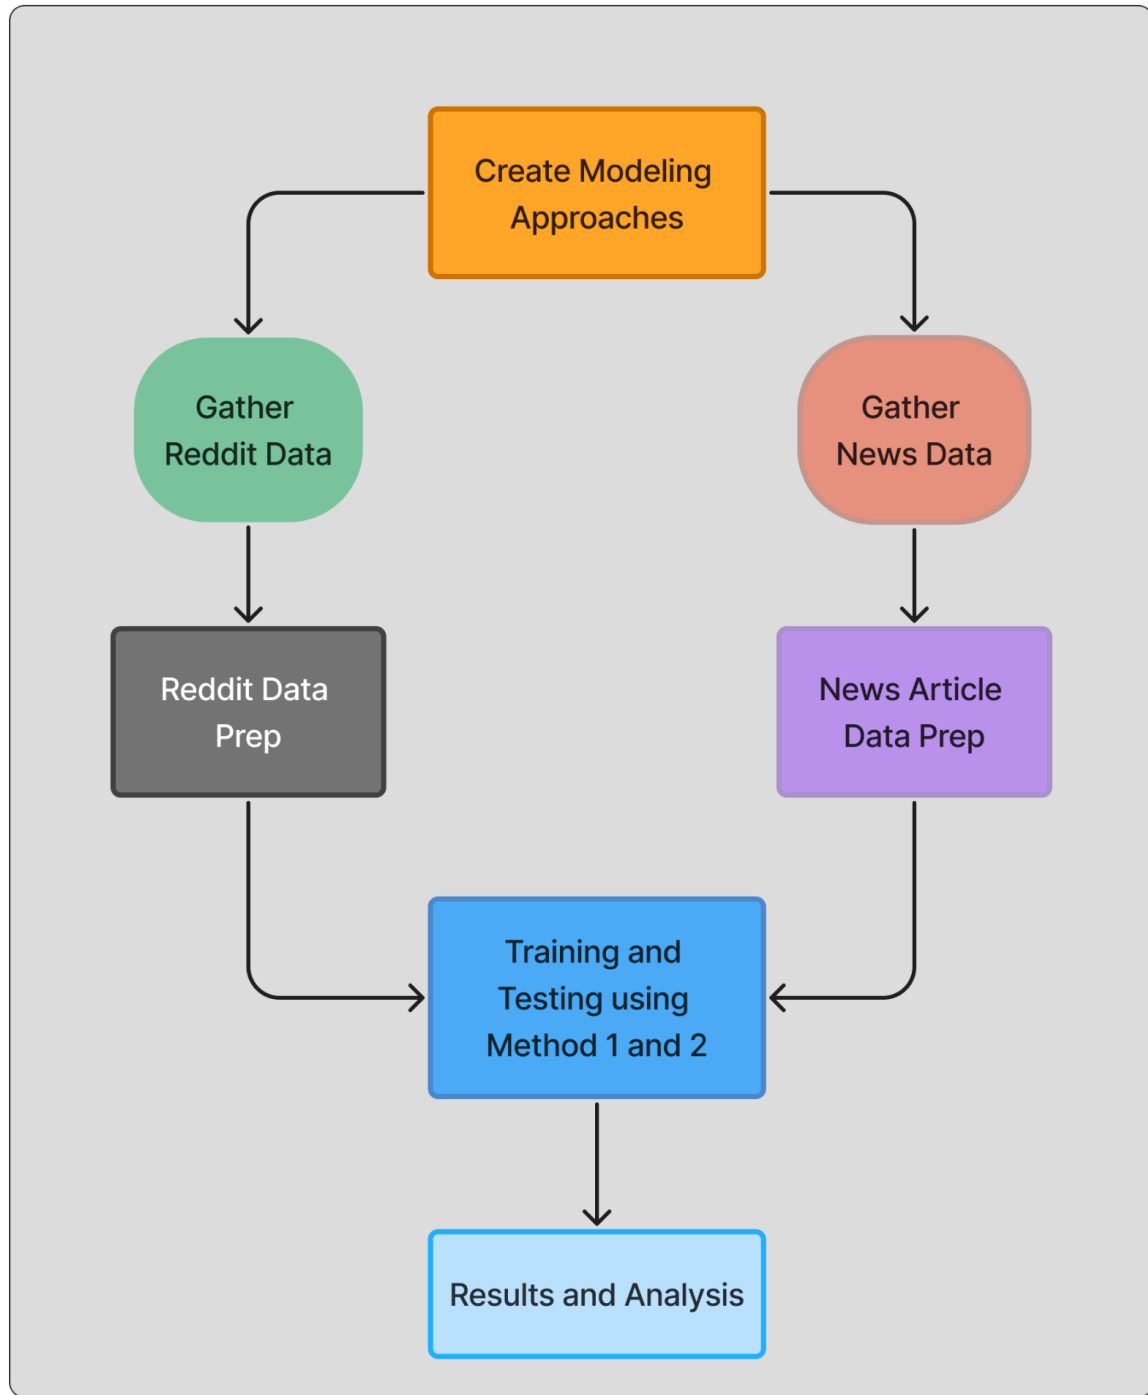 Create Modeling
Approaches
Gather
Reddit Data
Gather
News Data
Reddit Data
Prep
News Article
Data Prep
Training and
Testing using
Method 1 and 2
Results and Analysis